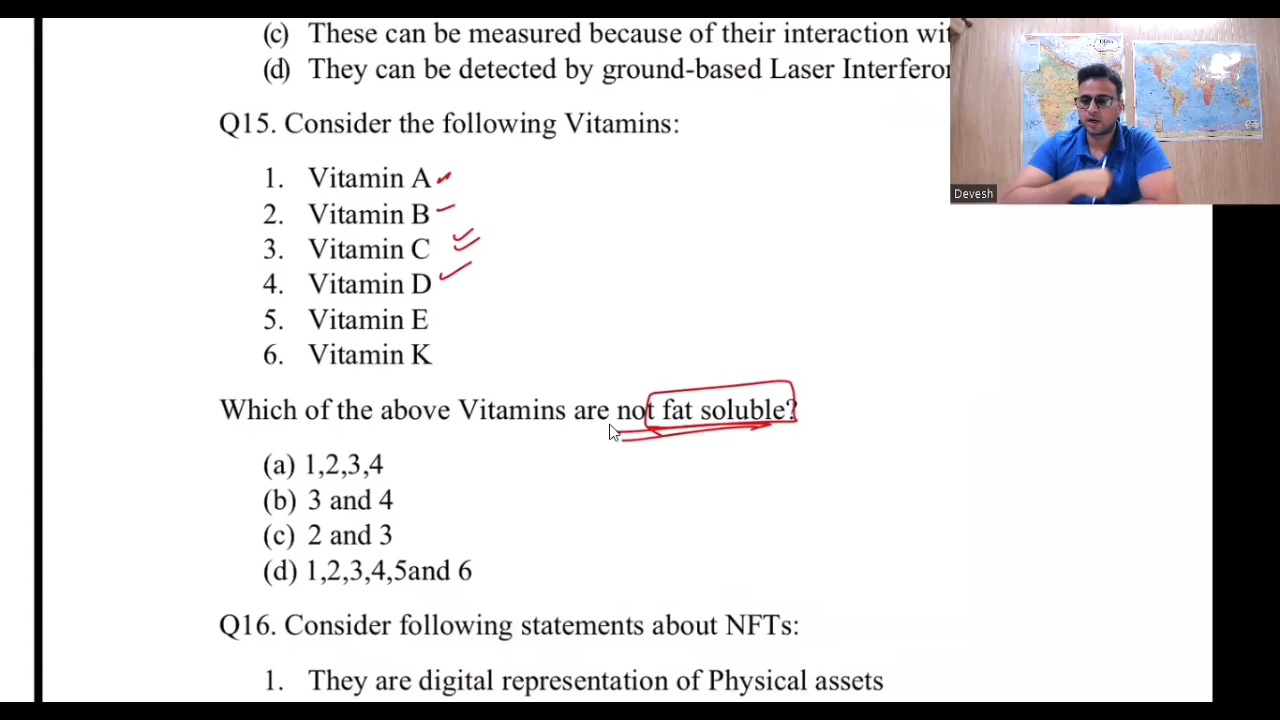 (c) These can be measured because of their interaction wi
(d) They can be detected by ground-based Laser Interfero
Devesh
Q15. Consider the following Vitamins:
1. Vitamin A
2. Vitamin B
3. Vitamin C
4. Vitamin D
5. Vitamin E
6. Vitamin K
Which of the above Vitamins are not fat soluble?
(a) 1,2,3,4
(b) 3 and 4
(c) 2 and 3
(d) 1,2,3,4,5and 6
Q16. Consider following statements about NFTs:
1. They are digital representation of Physical assets